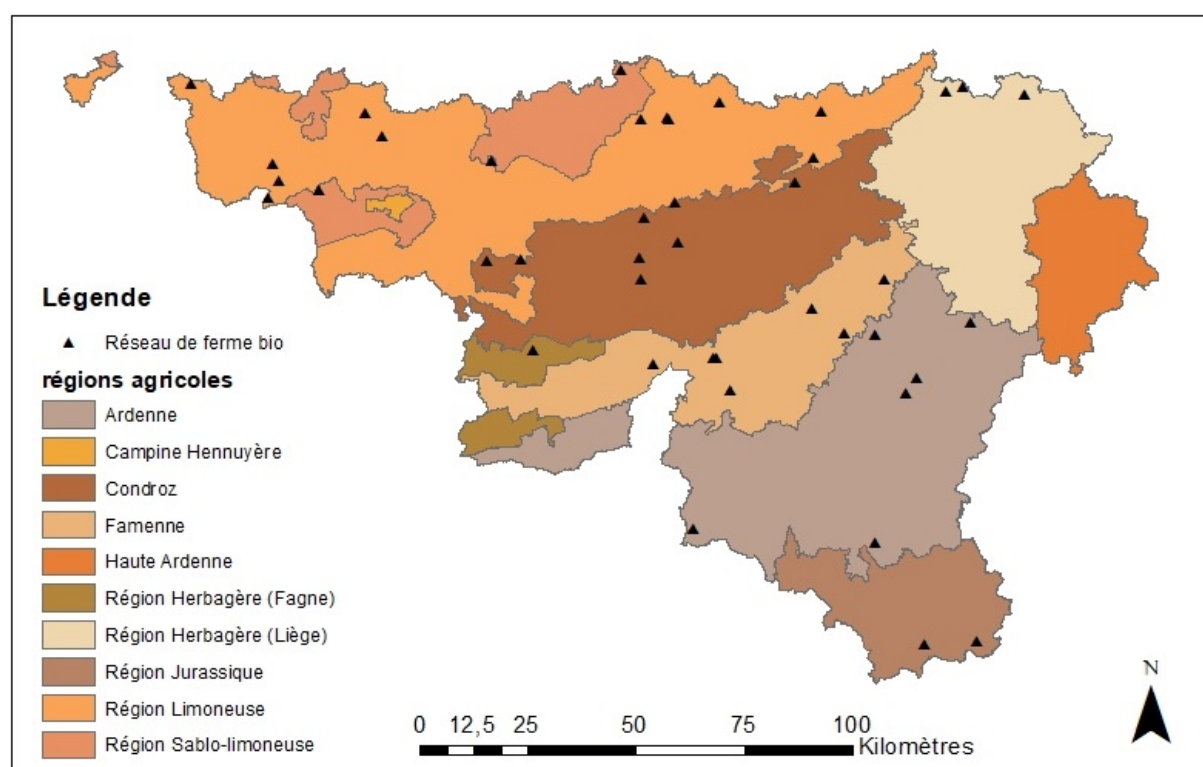 Légende
Réseau de ferme bio
régions agricoles
Ardenne
Campine Hennuyère
Condroz
Famenne
Haute Ardenne
Région Herbagère (Fagne)
Région Herbagère (Liège)
Région Jurassique
Région Limoneuse
Région Sablo-limoneuse
0 12,5 25 50 75 100
Kilomètres
N